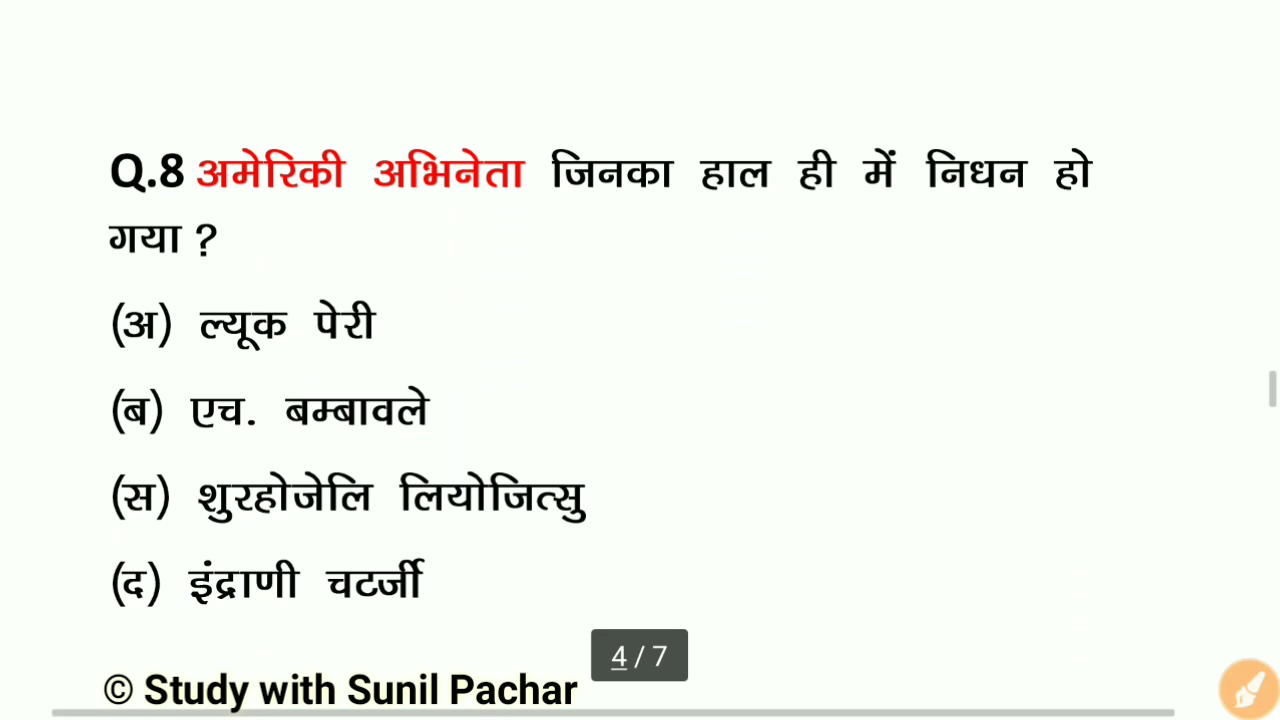 Q.8 अमेरिकी अभिनेता जिनका हाल ही में निधन हो
गया ?
(अ) ल्यूक पेरी
(ब) एच. बम्बावले
(स) शुरहोजेलि लियोजित्सु
(द) इंद्राणी चटर्जी
4 / 7
© Study with Sunil Pachar